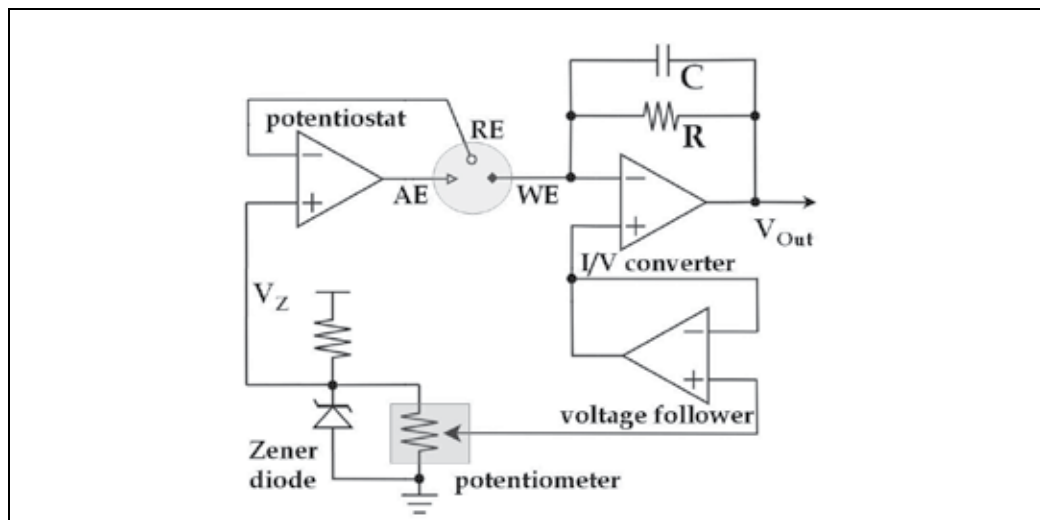 C
potentiostat
RE
R
−
+
AE
WE
−
+
V_Out
I/V converter
V_Z
−
+
voltage follower
Zener
diode
potentiometer